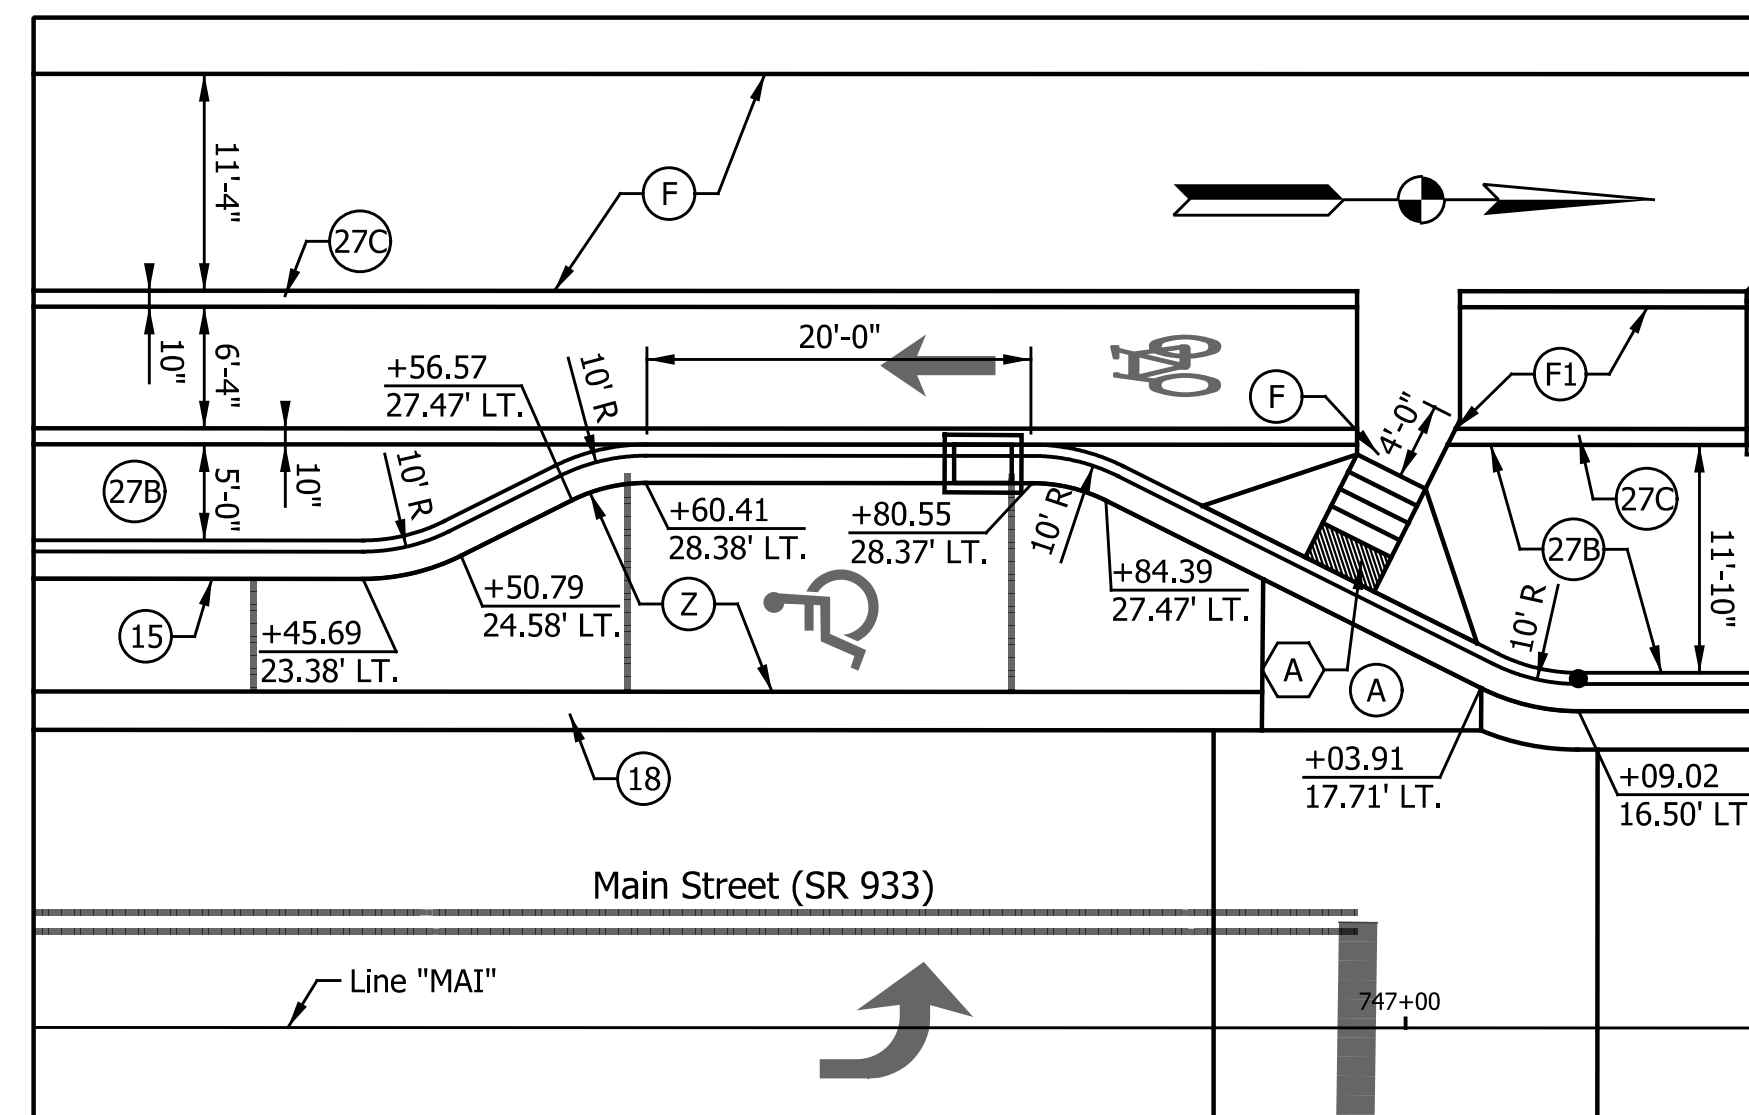 11'-4"
F
27C
20'-0"
10"
6'-4"
+56.57
27.47' LT.
10' R
F
F1
4'-0"
27B
5'-0"
10"
10' R
+60.41
28.38' LT.
+80.55
28.37' LT.
10' R
27C
27B
11'-10"
+50.79
24.58' LT.
+84.39
27.47' LT.
Z
15
+45.69
23.38' LT.
10' R
A
A
18
+03.91
17.71' LT.
+09.02
16.50' LT
Main Street (SR 933)
Line "MAI"
747+00